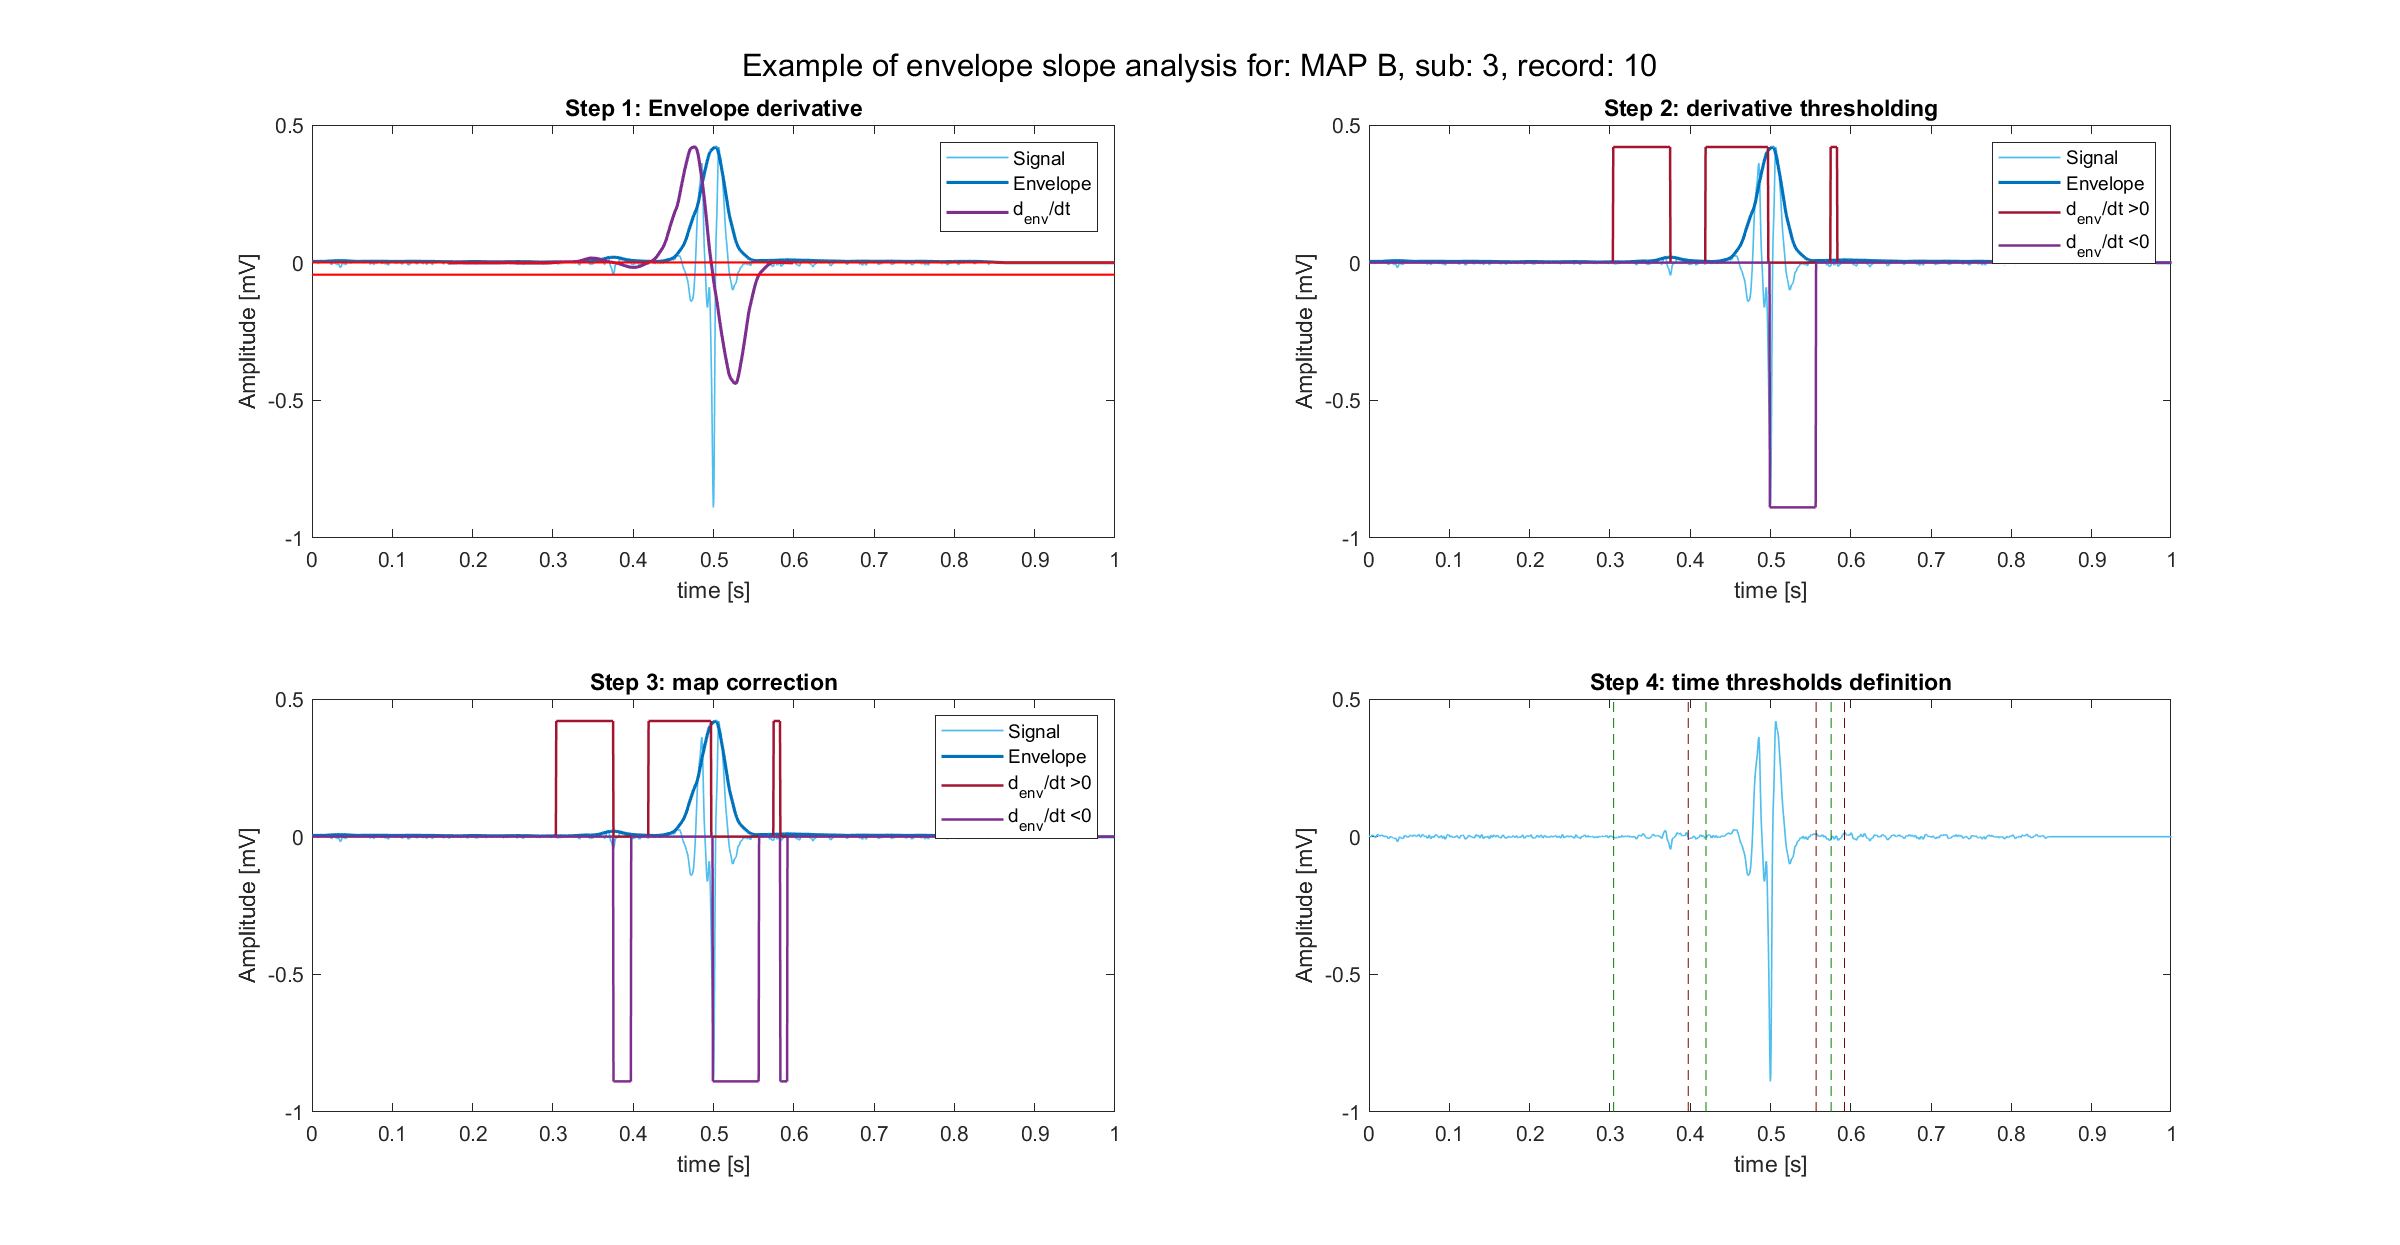 Example of envelope slope analysis for: MAP B, sub: 3, record: 10
Step 1: Envelope derivative
0.5
0
-0.5
-1
Amplitude [mV]
0 0.1 0.2 0.3 0.4 0.5 0.6 0.7 0.8 0.9 1
time [s]
Signal
Envelope
d_env/dt
Step 2: derivative thresholding
0.5
0
-0.5
-1
Amplitude [mV]
0 0.1 0.2 0.3 0.4 0.5 0.6 0.7 0.8 0.9 1
time [s]
Signal
Envelope
d_env/dt >0
d_env/dt <0
Step 3: map correction
0.5
0
-0.5
-1
Amplitude [mV]
0 0.1 0.2 0.3 0.4 0.5 0.6 0.7 0.8 0.9 1
time [s]
Signal
Envelope
d_env/dt >0
d_env/dt <0
Step 4: time thresholds definition
0.5
0
-0.5
-1
Amplitude [mV]
0 0.1 0.2 0.3 0.4 0.5 0.6 0.7 0.8 0.9 1
time [s]